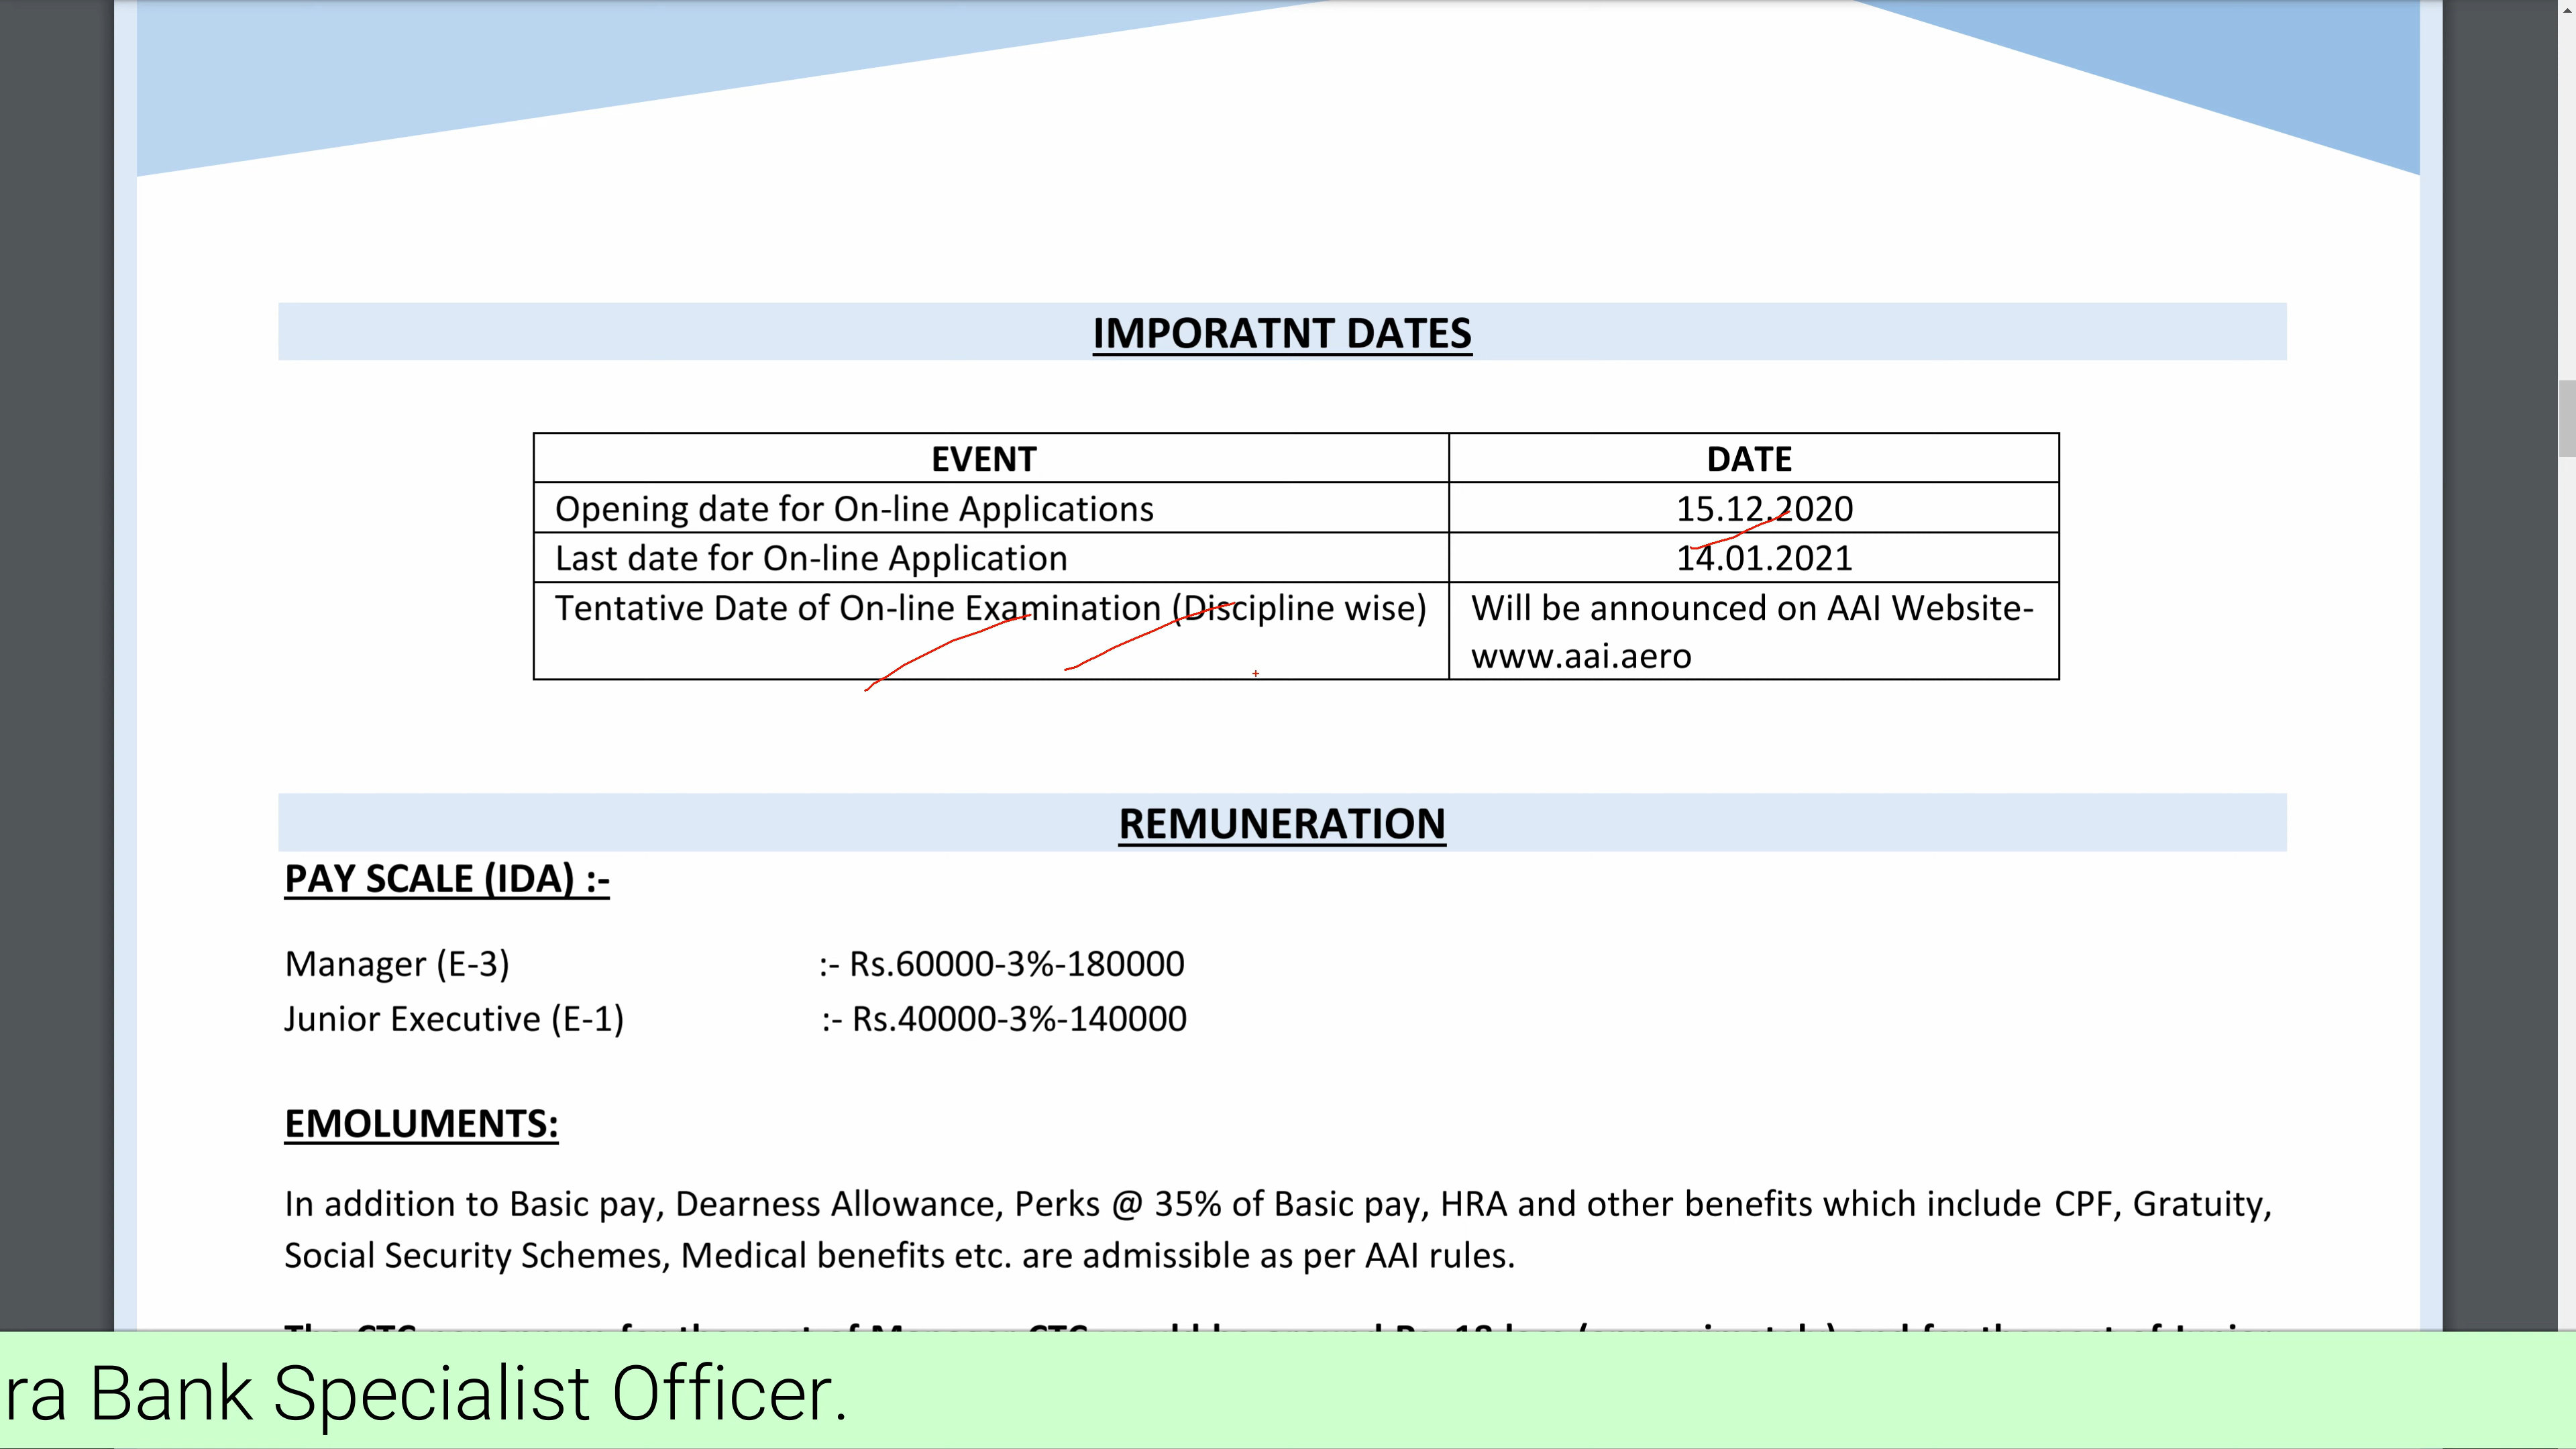 IMPORATNT DATES
EVENT DATE
Opening date for On-line Applications 15.12.2020
Last date for On-line Application 14.01.2021
Tentative Date of On-line Examination (Discipline wise) Will be announced on AAI Website-
www.aai.aero
REMUNERATION
PAY SCALE (IDA) :-
Manager (E-3) :- Rs.60000-3%-180000
Junior Executive (E-1) :- Rs.40000-3%-140000
EMOLUMENTS:
In addition to Basic pay, Dearness Allowance, Perks @ 35% of Basic pay, HRA and other benefits which include CPF, Gratuity,
Social Security Schemes, Medical benefits etc. are admissible as per AAI rules.
ra Bank Specialist Officer.